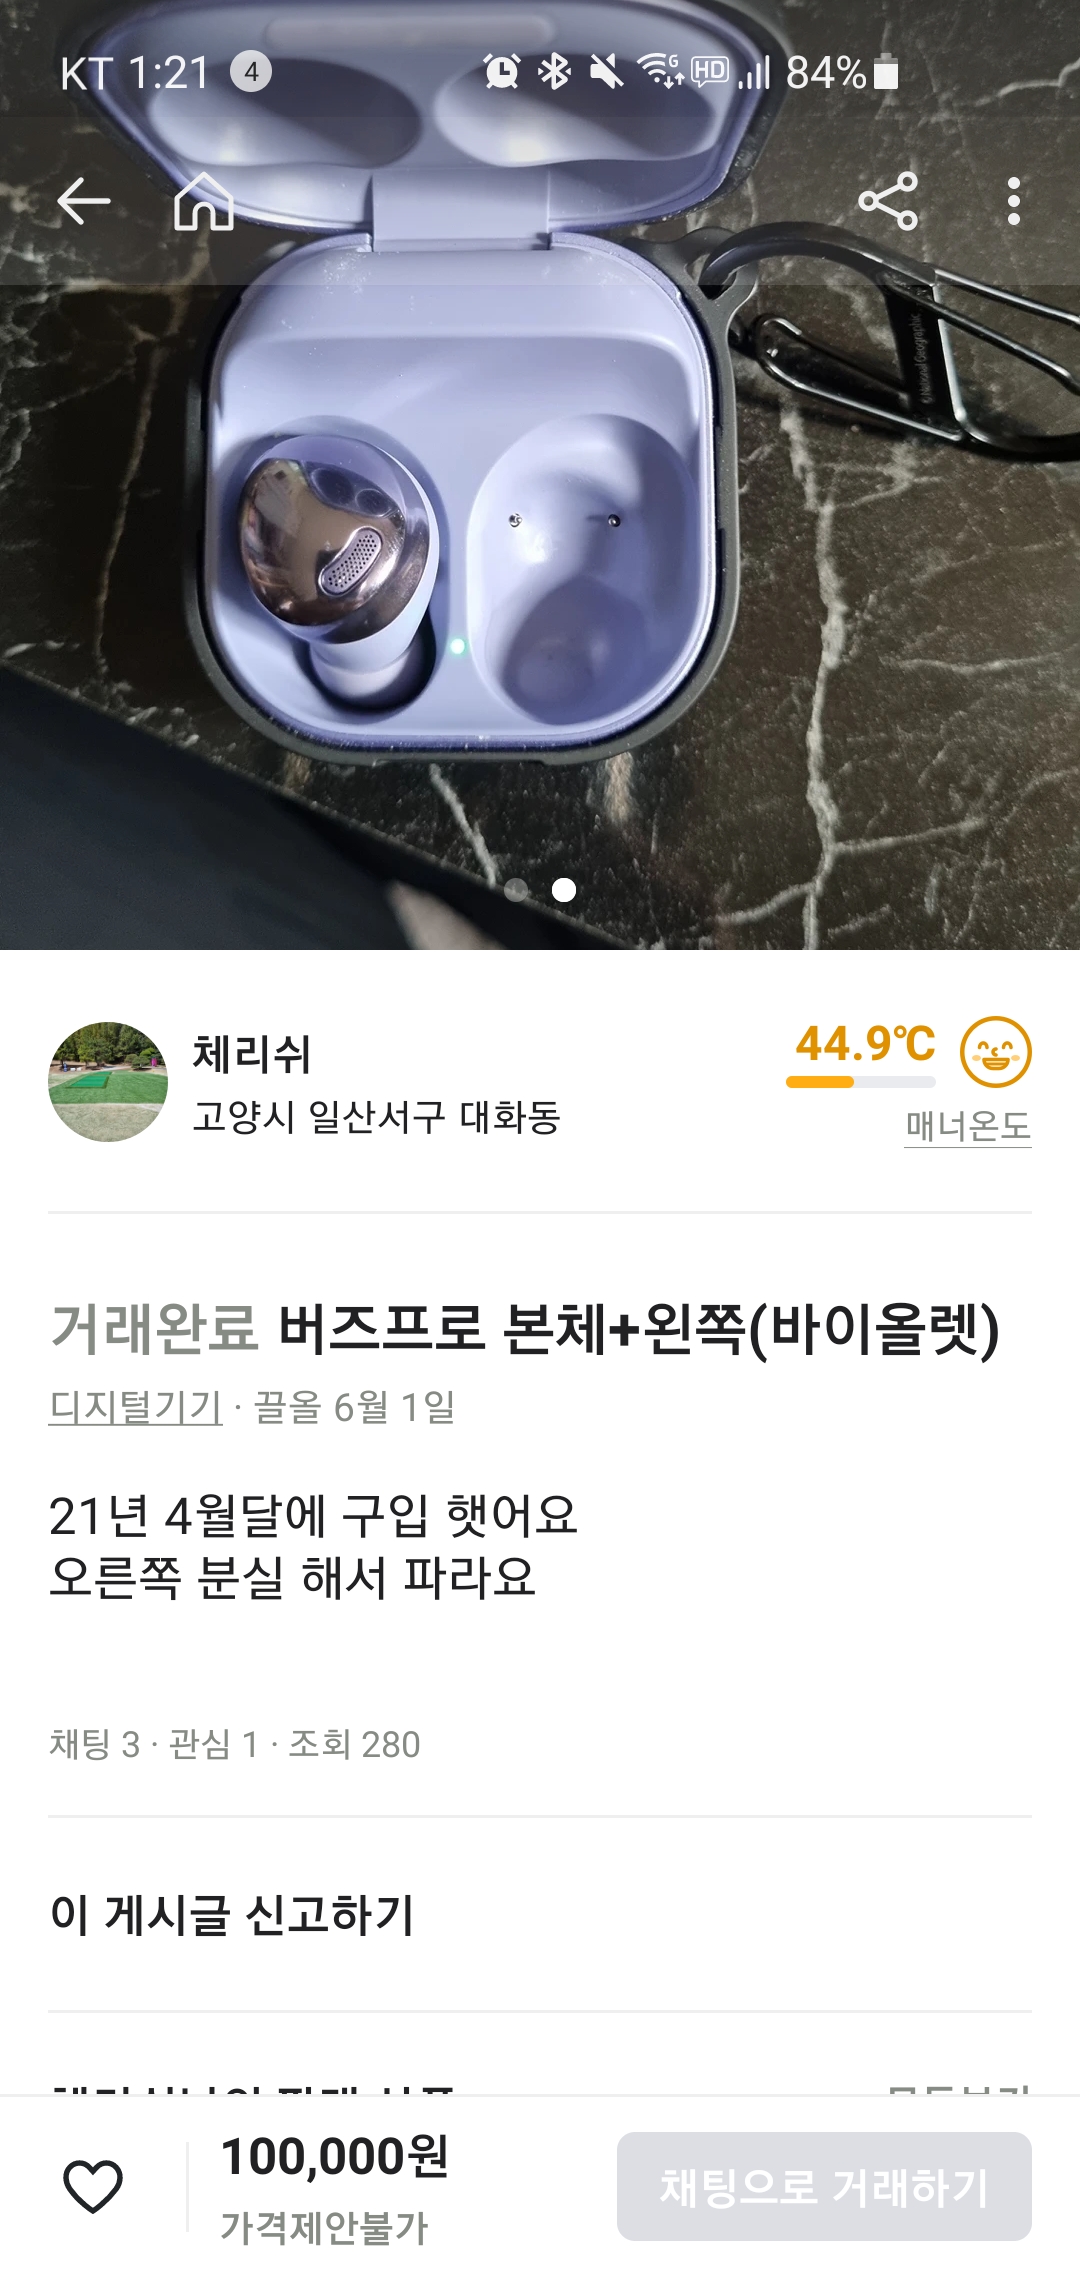 KT 1:21 4 HD 84%
National Geographic
체리쉬
고양시 일산서구 대화동
44.9℃
매너온도
거래완료 버즈프로 본체+왼쪽(바이올렛)
디지털기기 · 끌올 6월 1일
21년 4월달에 구입 햇어요
오른쪽 분실 해서 파라요
채팅 3 · 관심 1 · 조회 280
이 게시글 신고하기
100,000원
가격제안불가
채팅으로 거래하기